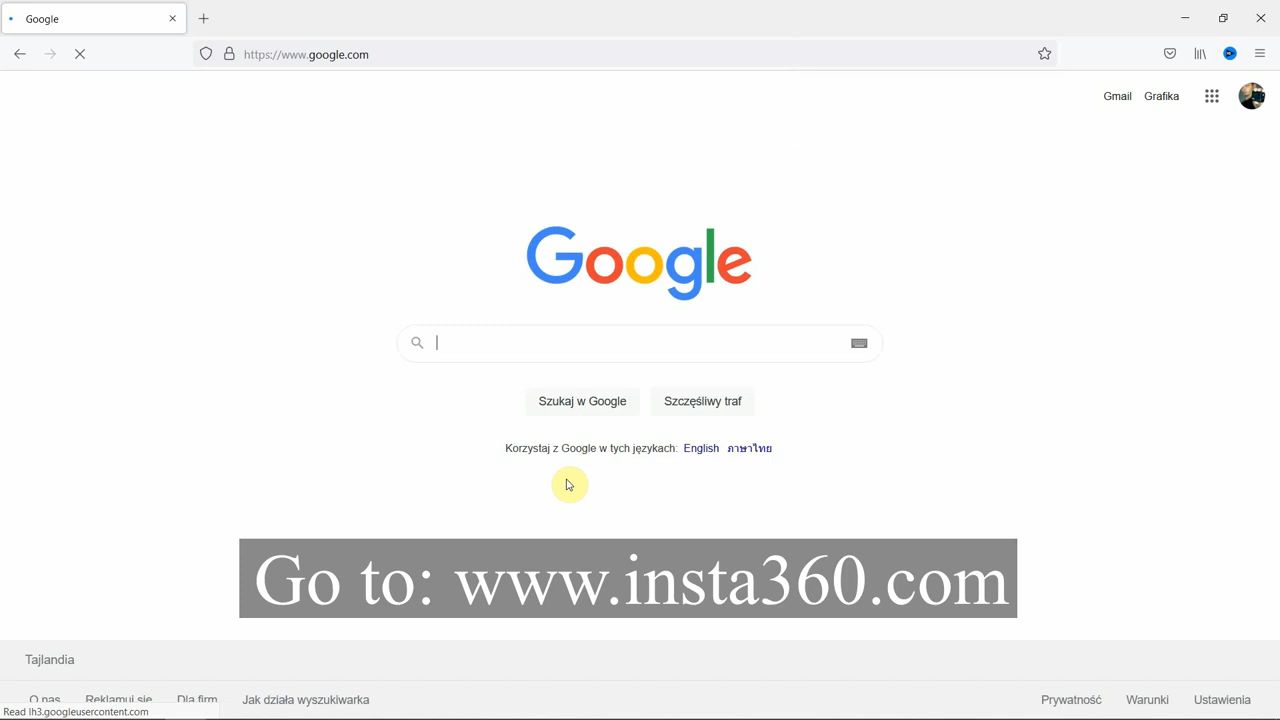 Google
https://www.google.com
Gmail Grafika
Google
Szukaj w Google Szczęśliwy traf
Korzystaj z Google w tych językach: English ภาษาไทย
Go to: www.insta360.com
Tajlandia
O nas Reklamuj się Dla firm Jak działa wyszukiwarka Prywatność Warunki Ustawienia
Read lh3.googleusercontent.com